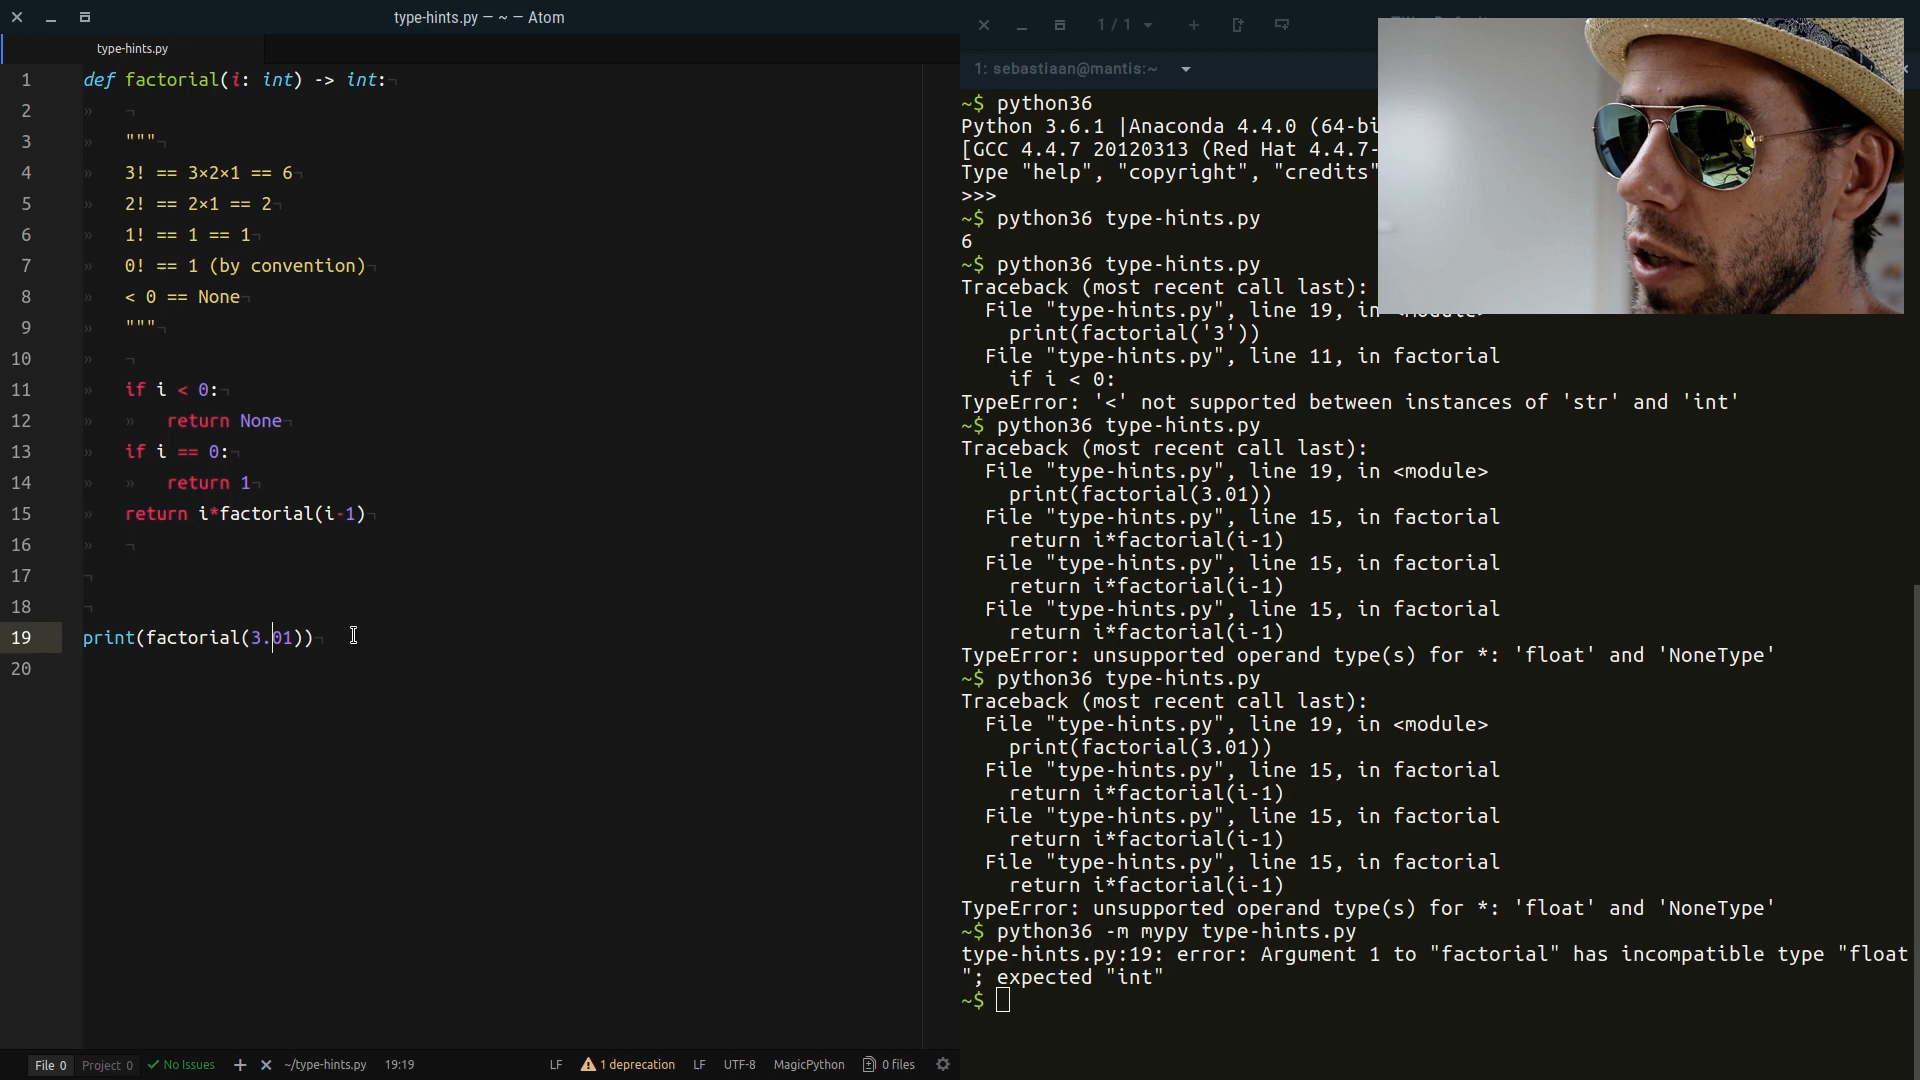 type-hints.py — ~ — Atom
type-hints.py
1 def factorial(i: int) -> int:
2
3 """
4 3! == 3×2×1 == 6
5 2! == 2×1 == 2
6 1! == 1 == 1
7 0! == 1 (by convention)
8 < 0 == None
9 """
10
11 if i < 0:
12 return None
13 if i == 0:
14 return 1
15 return i*factorial(i-1)
16
17
18
19 print(factorial(3.01))
20
File 0 Project 0 No Issues ~/type-hints.py 19:19 LF 1 deprecation LF UTF-8 MagicPython 0 files
1 / 1
1: sebastiaan@mantis:~
~$ python36
Python 3.6.1 |Anaconda 4.4.0 (64-bi
[GCC 4.4.7 20120313 (Red Hat 4.4.7-
Type "help", "copyright", "credits"
>>>
~$ python36 type-hints.py
6
~$ python36 type-hints.py
Traceback (most recent call last):
File "type-hints.py", line 19, in
print(factorial('3'))
File "type-hints.py", line 11, in factorial
if i < 0:
TypeError: '<' not supported between instances of 'str' and 'int'
~$ python36 type-hints.py
Traceback (most recent call last):
File "type-hints.py", line 19, in <module>
print(factorial(3.01))
File "type-hints.py", line 15, in factorial
return i*factorial(i-1)
File "type-hints.py", line 15, in factorial
return i*factorial(i-1)
File "type-hints.py", line 15, in factorial
return i*factorial(i-1)
TypeError: unsupported operand type(s) for *: 'float' and 'NoneType'
~$ python36 type-hints.py
Traceback (most recent call last):
File "type-hints.py", line 19, in <module>
print(factorial(3.01))
File "type-hints.py", line 15, in factorial
return i*factorial(i-1)
File "type-hints.py", line 15, in factorial
return i*factorial(i-1)
File "type-hints.py", line 15, in factorial
return i*factorial(i-1)
TypeError: unsupported operand type(s) for *: 'float' and 'NoneType'
~$ python36 -m mypy type-hints.py
type-hints.py:19: error: Argument 1 to "factorial" has incompatible type "float
"; expected "int"
~$